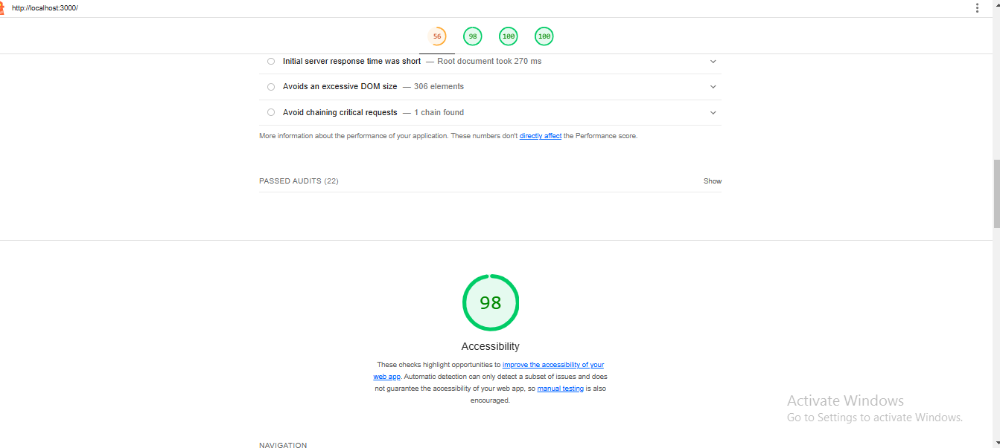 http://localhost:3000/
56 98 100 100
Initial server response time was short — Root document took 270 ms
Avoids an excessive DOM size — 306 elements
Avoid chaining critical requests — 1 chain found
More information about the performance of your application. These numbers don't directly affect the Performance score.
PASSED AUDITS (22) Show
98
Accessibility
These checks highlight opportunities to improve the accessibility of your
web app. Automatic detection can only detect a subset of issues and does
not guarantee the accessibility of your web app, so manual testing is also
encouraged.
Activate Windows
Go to Settings to activate Windows.
NAVIGATION